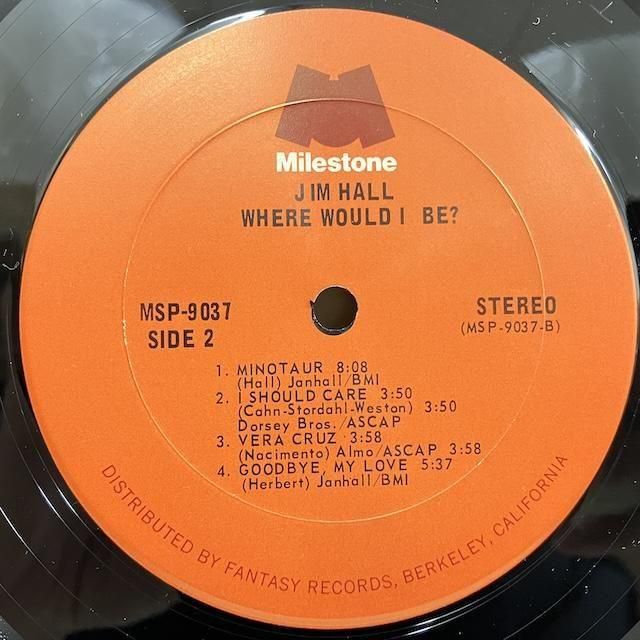 Milestone
JIM HALL
WHERE WOULD I BE?
MSP-9037
SIDE 2
STEREO
(MSP-9037-B)
1. MINOTAUR 8:08
(Hall) Janhall/BMI
2. I SHOULD CARE 3:50
(Cahn-Stordahl-Weston) 3:50
Dorsey Bros./ASCAP
3. VERA CRUZ 3:58
(Nacimento) Almo/ASCAP 3:58
4. GOODBYE, MY LOVE 5:37
(Herbert) Janhall/BMI
DISTRIBUTED BY FANTASY RECORDS, BERKELEY, CALIFORNIA